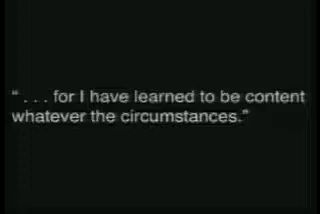 “ . . . for I have learned to be content
whatever the circumstances.”